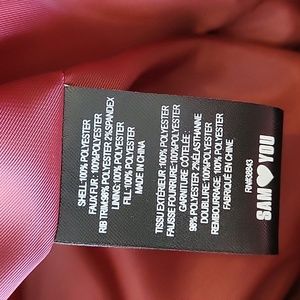 SHELL:100% POLYESTER
FAUX FUR : 100%POLYESTER
RIB TRIM:98% POLYESTER 2%SPANDEX
LINING:100% POLYESTER
FILL:100% POLYESTER
MADE IN CHINA
TISSU EXTÉRIEUR : 100% POLYESTER
FAUSSE FOURRURE:100%POLYESTER
GARNITURE CÔTELÉE :
98% POLYESTER 2%ÉLASTHANNE
DOUBLURE: 100% POLYESTER
REMBOURRAGE: 100% POLYESTER
FABRIQUÉ EN CHINE
SAM♥YOU